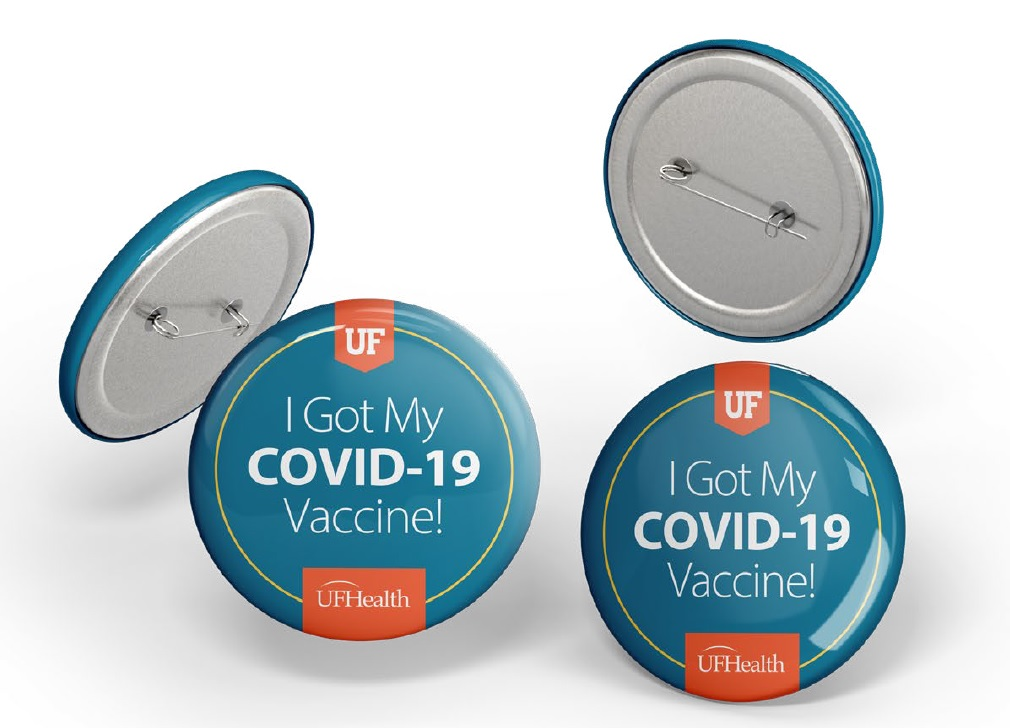 UF
I Got My
COVID-19
Vaccine!
UFHealth
UF
I Got My
COVID-19
Vaccine!
UFHealth